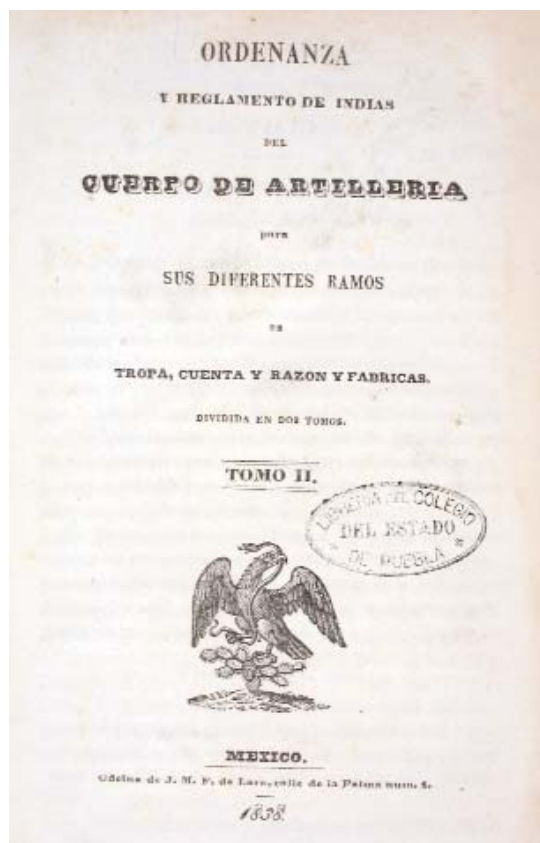 ORDENANZA
Y REGLAMENTO DE INDIAS
DEL
CUERPO DE ARTILLERIA
para
SUS DIFERENTES RAMOS
DE
TROPA, CUENTA Y RAZON Y FABRICAS.
DIVIDIDA EN DOS TOMOS.
TOMO II.
LIBRERIA DEL COLEGIO
DEL ESTADO
* DE PUEBLA *
MEXICO.
Oficina de J. M. F. de Lara, calle de la Palma num. 4.
1838.